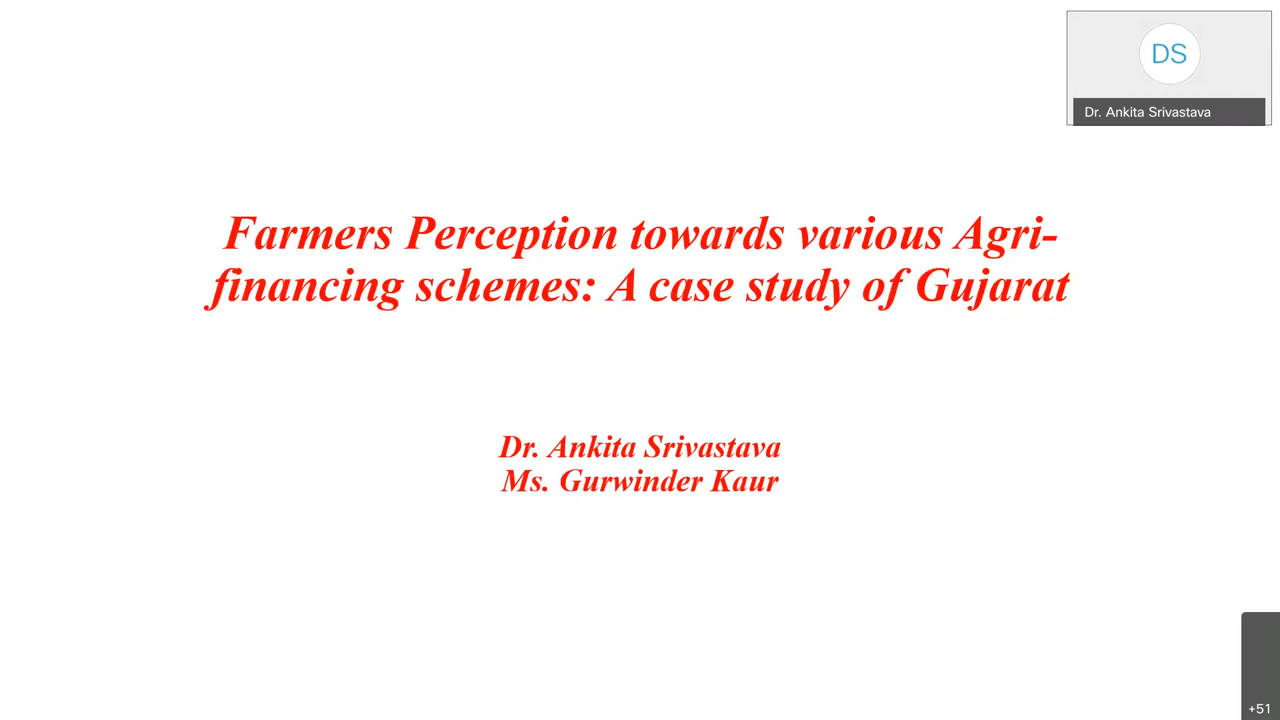 DS
Dr. Ankita Srivastava
Farmers Perception towards various Agri-
financing schemes: A case study of Gujarat
Dr. Ankita Srivastava
Ms. Gurwinder Kaur
+51